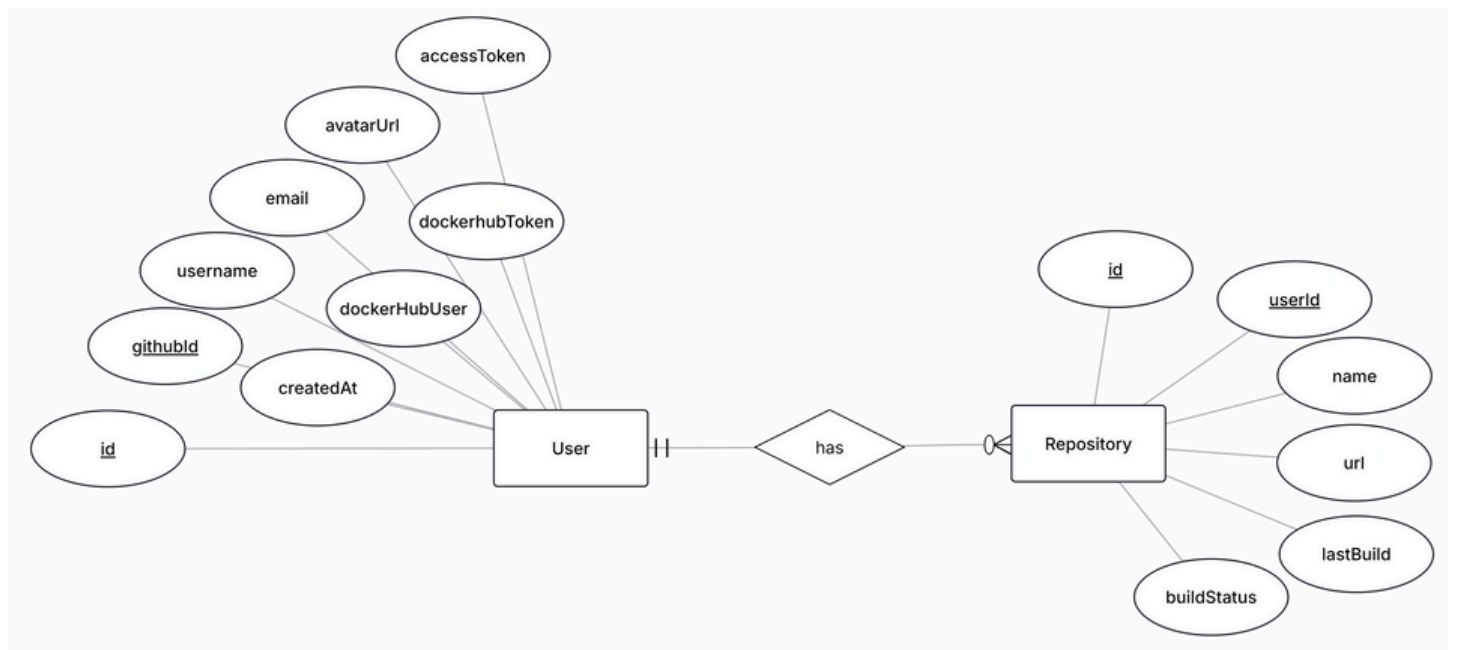 accessToken
avatarUrl
email
dockerhubToken
username
dockerHubUser
githubId
createdAt
id
User
has
Repository
id
userId
name
url
lastBuild
buildStatus